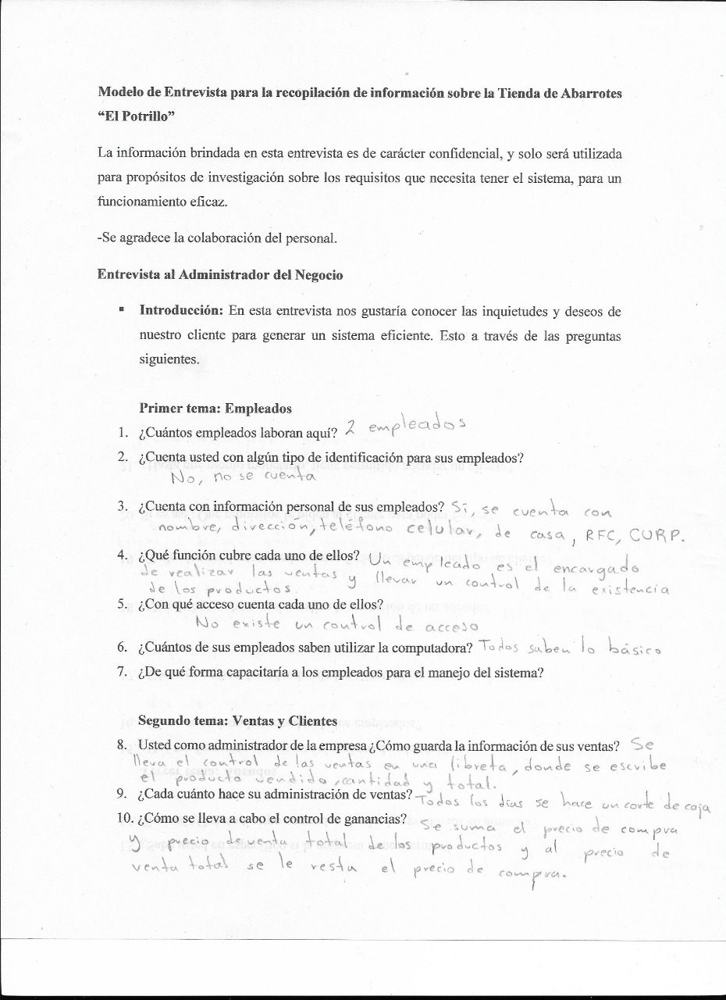 Modelo de Entrevista para la recopilación de información sobre la Tienda de Abarrotes
“El Potrillo”
La información brindada en esta entrevista es de carácter confidencial, y solo será utilizada
para propósitos de investigación sobre los requisitos que necesita tener el sistema, para un
funcionamiento eficaz.
-Se agradece la colaboración del personal.
Entrevista al Administrador del Negocio
▪ Introducción: En esta entrevista nos gustaría conocer las inquietudes y deseos de
nuestro cliente para generar un sistema eficiente. Esto a través de las preguntas
siguientes.
Primer tema: Empleados
1. ¿Cuántos empleados laboran aquí? 2 empleados
2. ¿Cuenta usted con algún tipo de identificación para sus empleados?
No, no se cuenta
3. ¿Cuenta con información personal de sus empleados? Sí, se cuenta con
nombre, dirección, teléfono celular, de casa, RFC, CURP.
4. ¿Qué función cubre cada uno de ellos? Un empleado es el encargado
de realizar las ventas y llevar un control de la existencia
de los productos.
5. ¿Con qué acceso cuenta cada uno de ellos?
No existe un control de acceso
6. ¿Cuántos de sus empleados saben utilizar la computadora? Todos saben lo básico
7. ¿De qué forma capacitaría a los empleados para el manejo del sistema?
Segundo tema: Ventas y Clientes
8. Usted como administrador de la empresa ¿Cómo guarda la información de sus ventas? Se
lleva el control de las ventas en una libreta, donde se escribe
el producto vendido, cantidad y total.
9. ¿Cada cuánto hace su administración de ventas? Todos los días se hace un corte de caja
10. ¿Cómo se lleva a cabo el control de ganancias? Se suma el precio de compra
y precio de venta total de los productos y al precio de
venta total se le resta el precio de compra.